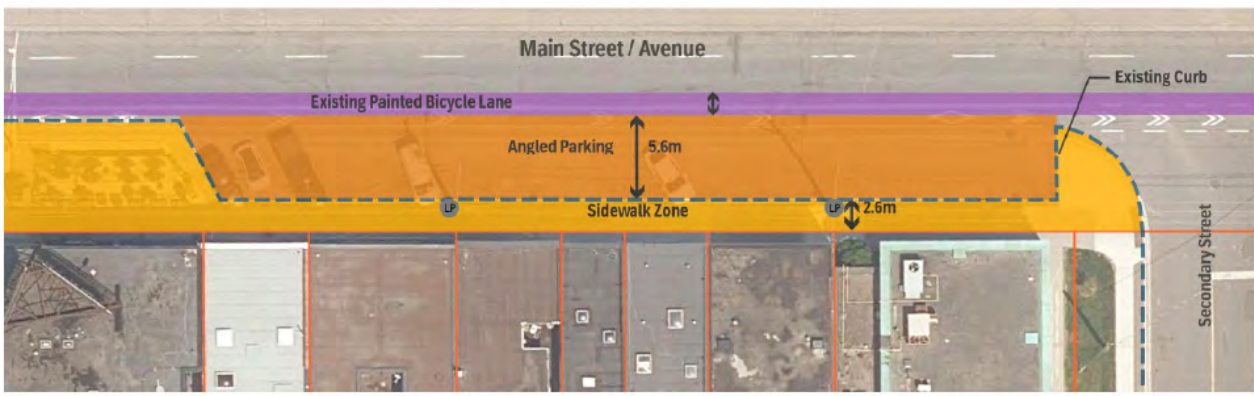 Main Street / Avenue
Existing Curb
Existing Painted Bicycle Lane
Angled Parking
5.6m
LP
Sidewalk Zone
LP
2.6m
Secondary Street